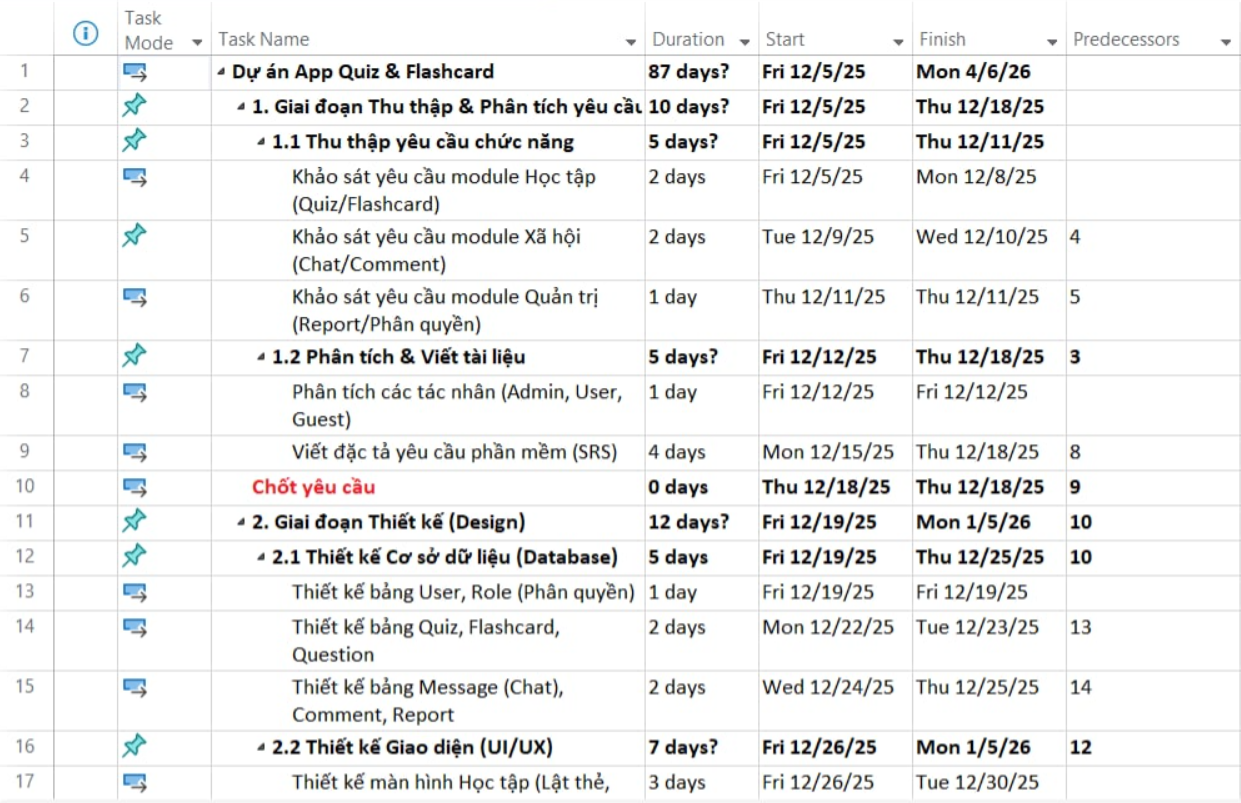 Task Mode Task Name Duration Start Finish Predecessors
1 Dự án App Quiz & Flashcard 87 days? Fri 12/5/25 Mon 4/6/26
2 1. Giai đoạn Thu thập & Phân tích yêu cầu 10 days? Fri 12/5/25 Thu 12/18/25
3 1.1 Thu thập yêu cầu chức năng 5 days? Fri 12/5/25 Thu 12/11/25
4 Khảo sát yêu cầu module Học tập 2 days Fri 12/5/25 Mon 12/8/25
(Quiz/Flashcard)
5 Khảo sát yêu cầu module Xã hội 2 days Tue 12/9/25 Wed 12/10/25 4
(Chat/Comment)
6 Khảo sát yêu cầu module Quản trị 1 day Thu 12/11/25 Thu 12/11/25 5
(Report/Phân quyền)
7 1.2 Phân tích & Viết tài liệu 5 days? Fri 12/12/25 Thu 12/18/25 3
8 Phân tích các tác nhân (Admin, User, 1 day Fri 12/12/25 Fri 12/12/25
Guest)
9 Viết đặc tả yêu cầu phần mềm (SRS) 4 days Mon 12/15/25 Thu 12/18/25 8
10 Chốt yêu cầu 0 days Thu 12/18/25 Thu 12/18/25 9
11 2. Giai đoạn Thiết kế (Design) 12 days? Fri 12/19/25 Mon 1/5/26 10
12 2.1 Thiết kế Cơ sở dữ liệu (Database) 5 days Fri 12/19/25 Thu 12/25/25 10
13 Thiết kế bảng User, Role (Phân quyền) 1 day Fri 12/19/25 Fri 12/19/25
14 Thiết kế bảng Quiz, Flashcard, 2 days Mon 12/22/25 Tue 12/23/25 13
Question
15 Thiết kế bảng Message (Chat), 2 days Wed 12/24/25 Thu 12/25/25 14
Comment, Report
16 2.2 Thiết kế Giao diện (UI/UX) 7 days? Fri 12/26/25 Mon 1/5/26 12
17 Thiết kế màn hình Học tập (Lật thẻ, 3 days Fri 12/26/25 Tue 12/30/25